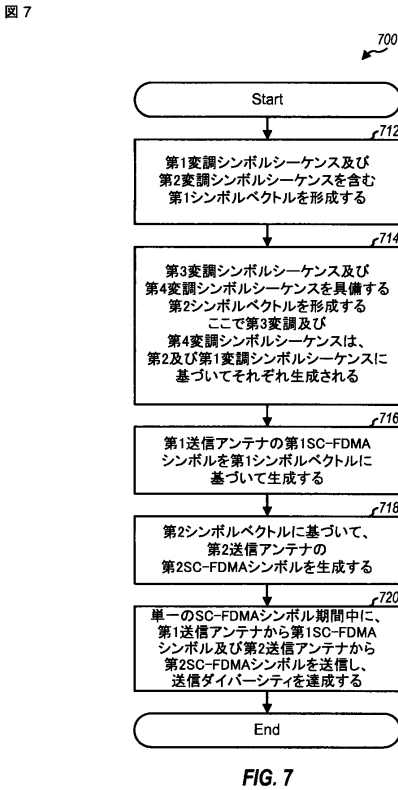 図 7
700
Start
712
第1変調シンボルシーケンス及び
第2変調シンボルシーケンスを含む
第1シンボルベクトルを形成する
714
第3変調シンボルシーケンス及び
第4変調シンボルシーケンスを具備する
第2シンボルベクトルを形成する
ここで第3変調及び
第4変調シンボルシーケンスは、
第2及び第1変調シンボルシーケンスに
基づいてそれぞれ生成される
716
第1送信アンテナの第1SC-FDMA
シンボルを第1シンボルベクトルに
基づいて生成する
718
第2シンボルベクトルに基づいて、
第2送信アンテナの
第2SC-FDMAシンボルを生成する
720
単一のSC-FDMAシンボル期間中に、
第1送信アンテナから第1SC-FDMA
シンボル及び第2送信アンテナから
第2SC-FDMAシンボルを送信し、
送信ダイバーシティを達成する
End
FIG. 7